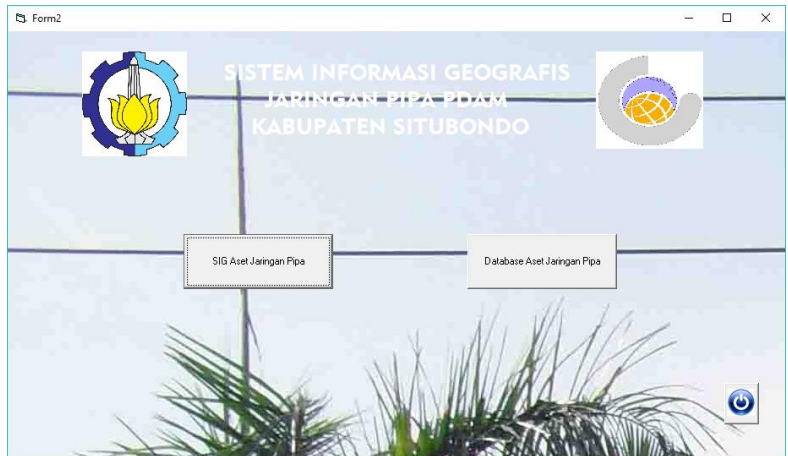 Form2
SISTEM INFORMASI GEOGRAFIS
JARINGAN PIPA PDAM
KABUPATEN SITUBONDO
SIG Aset Jaringan Pipa
Database Aset Jaringan Pipa